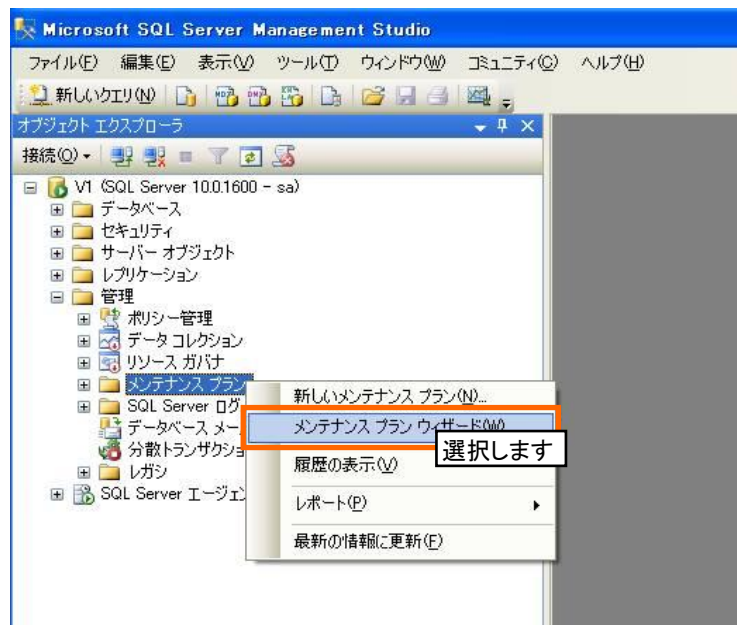 Microsoft SQL Server Management Studio
ファイル(F) 編集(E) 表示(V) ツール(T) ウィンドウ(W) コミュニティ(C) ヘルプ(H)
新しいクエリ(N)
オブジェクト エクスプローラ
接続(O)
V1 (SQL Server 10.0.1600 - sa)
データベース
セキュリティ
サーバー オブジェクト
レプリケーション
管理
ポリシー管理
データ コレクション
リソース ガバナ
メンテナンス プラン
SQL Server ログ
データベース メー
分散トランザクショ
レガシ
SQL Server エージェン
新しいメンテナンス プラン(N)...
メンテナンス プラン ウィザード(W)
選択します
履歴の表示(V)
レポート(P)
最新の情報に更新(F)